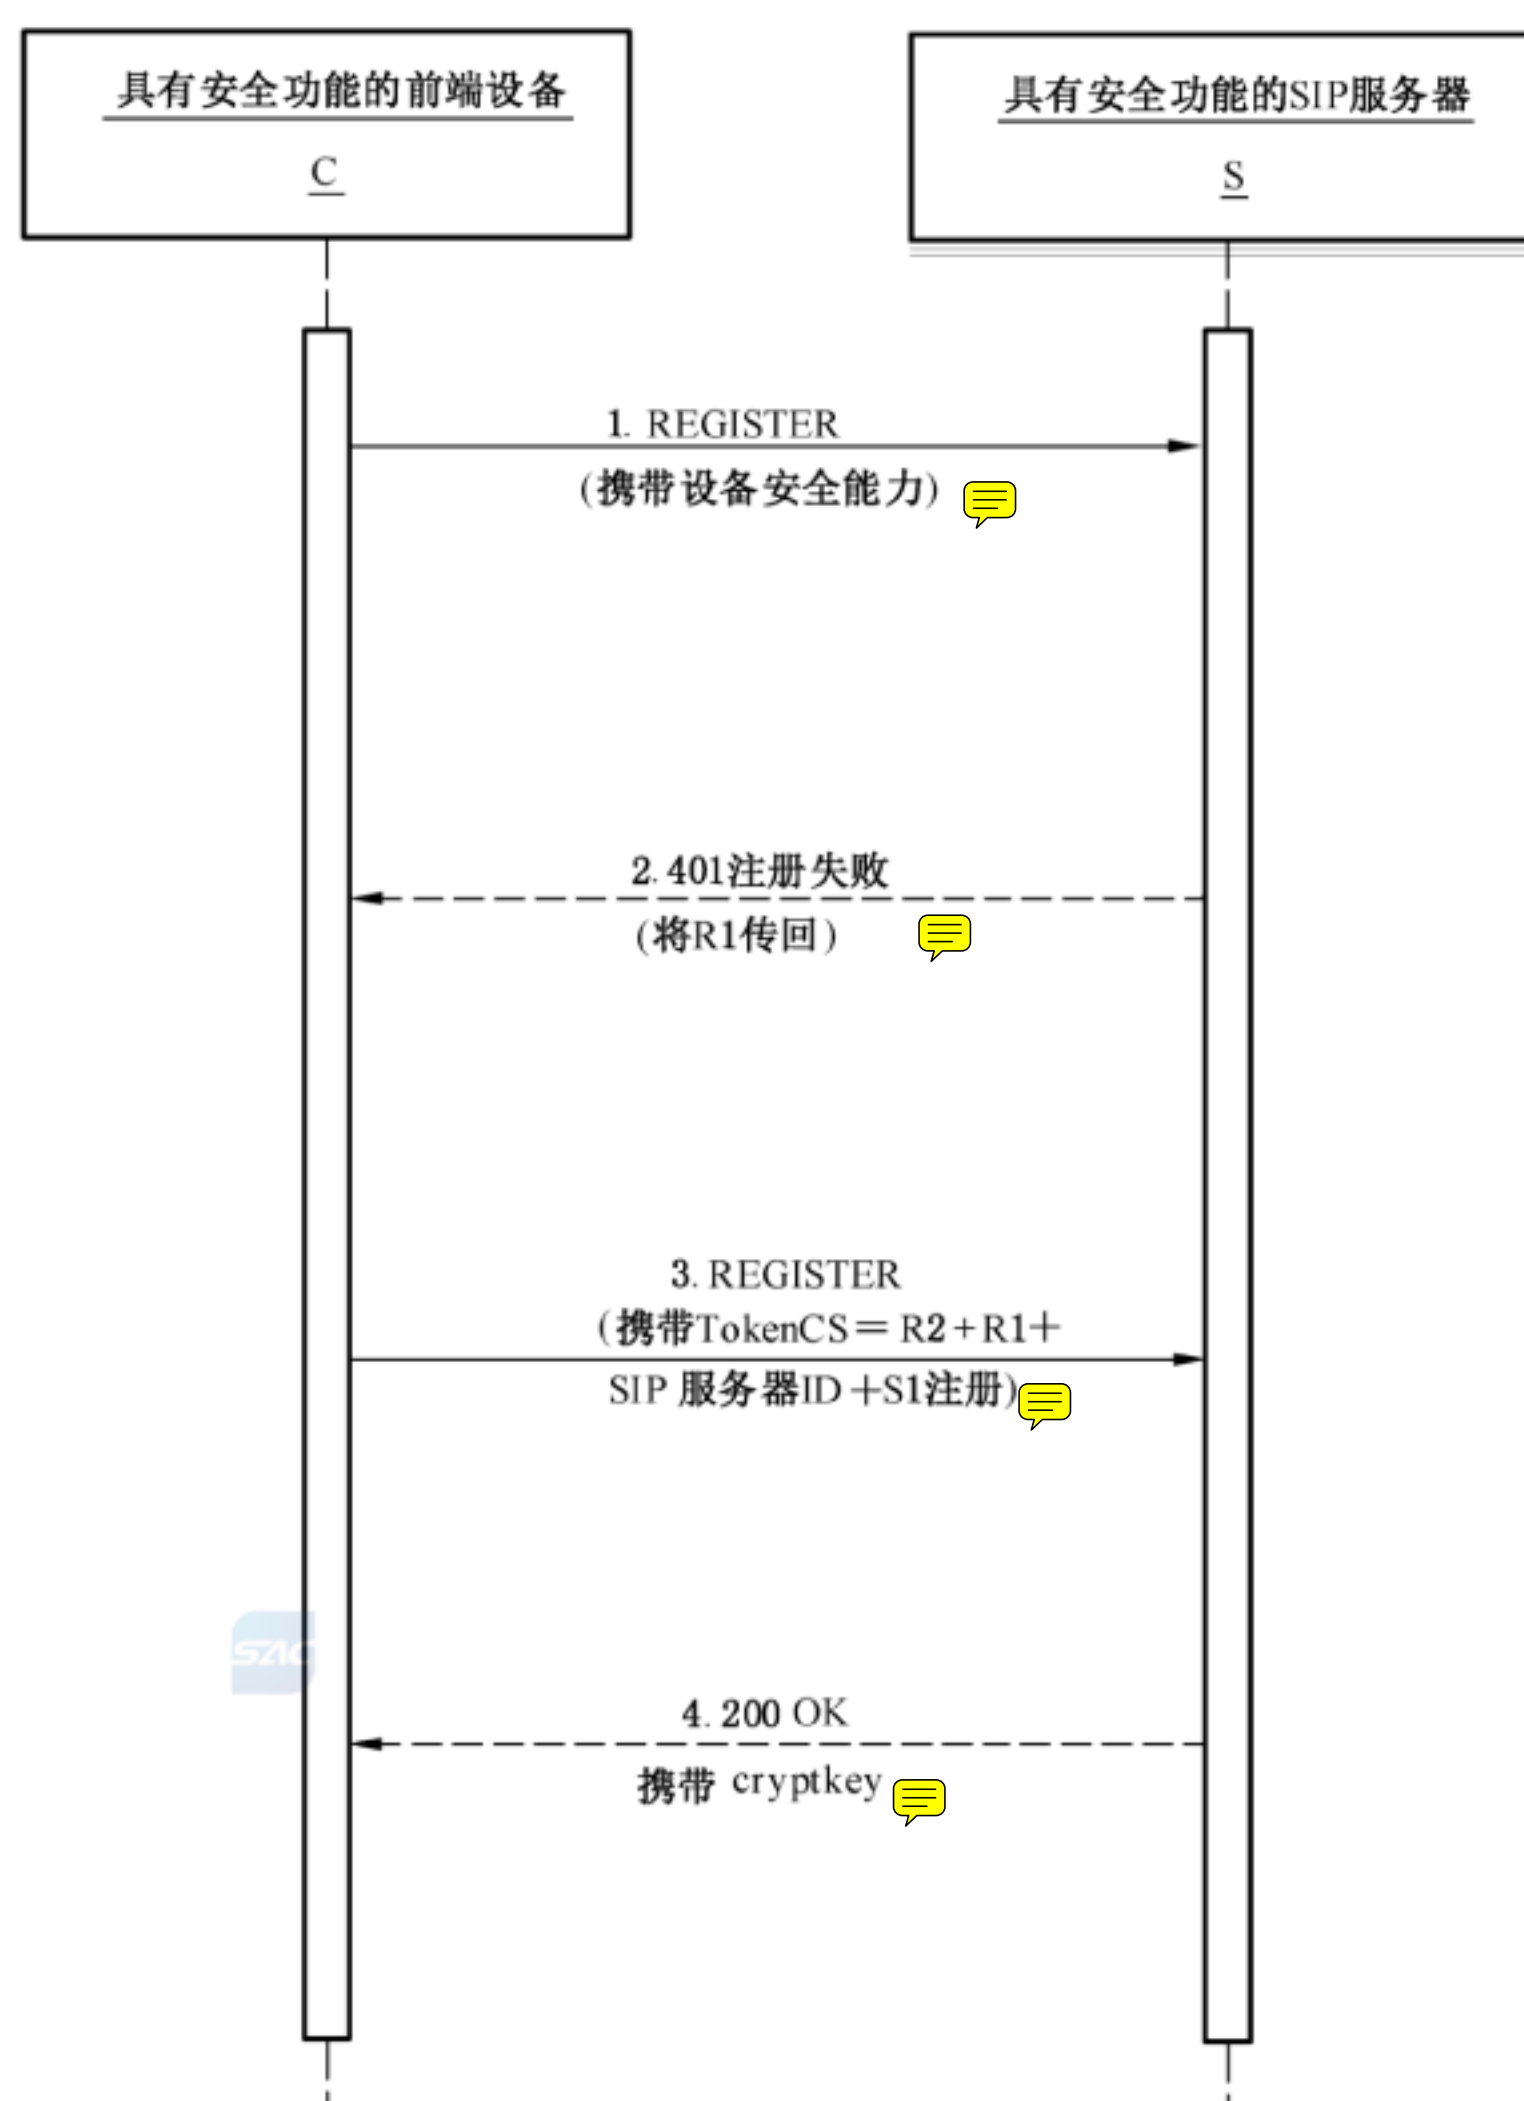 具有安全功能的前端设备
C
具有安全功能的SIP服务器
S
1. REGISTER
(携带设备安全能力)
2. 401注册失败
(将R1传回)
3. REGISTER
(携带TokenCS=R2+R1+
SIP 服务器ID+S1注册)
SAC
4. 200 OK
携带 cryptkey